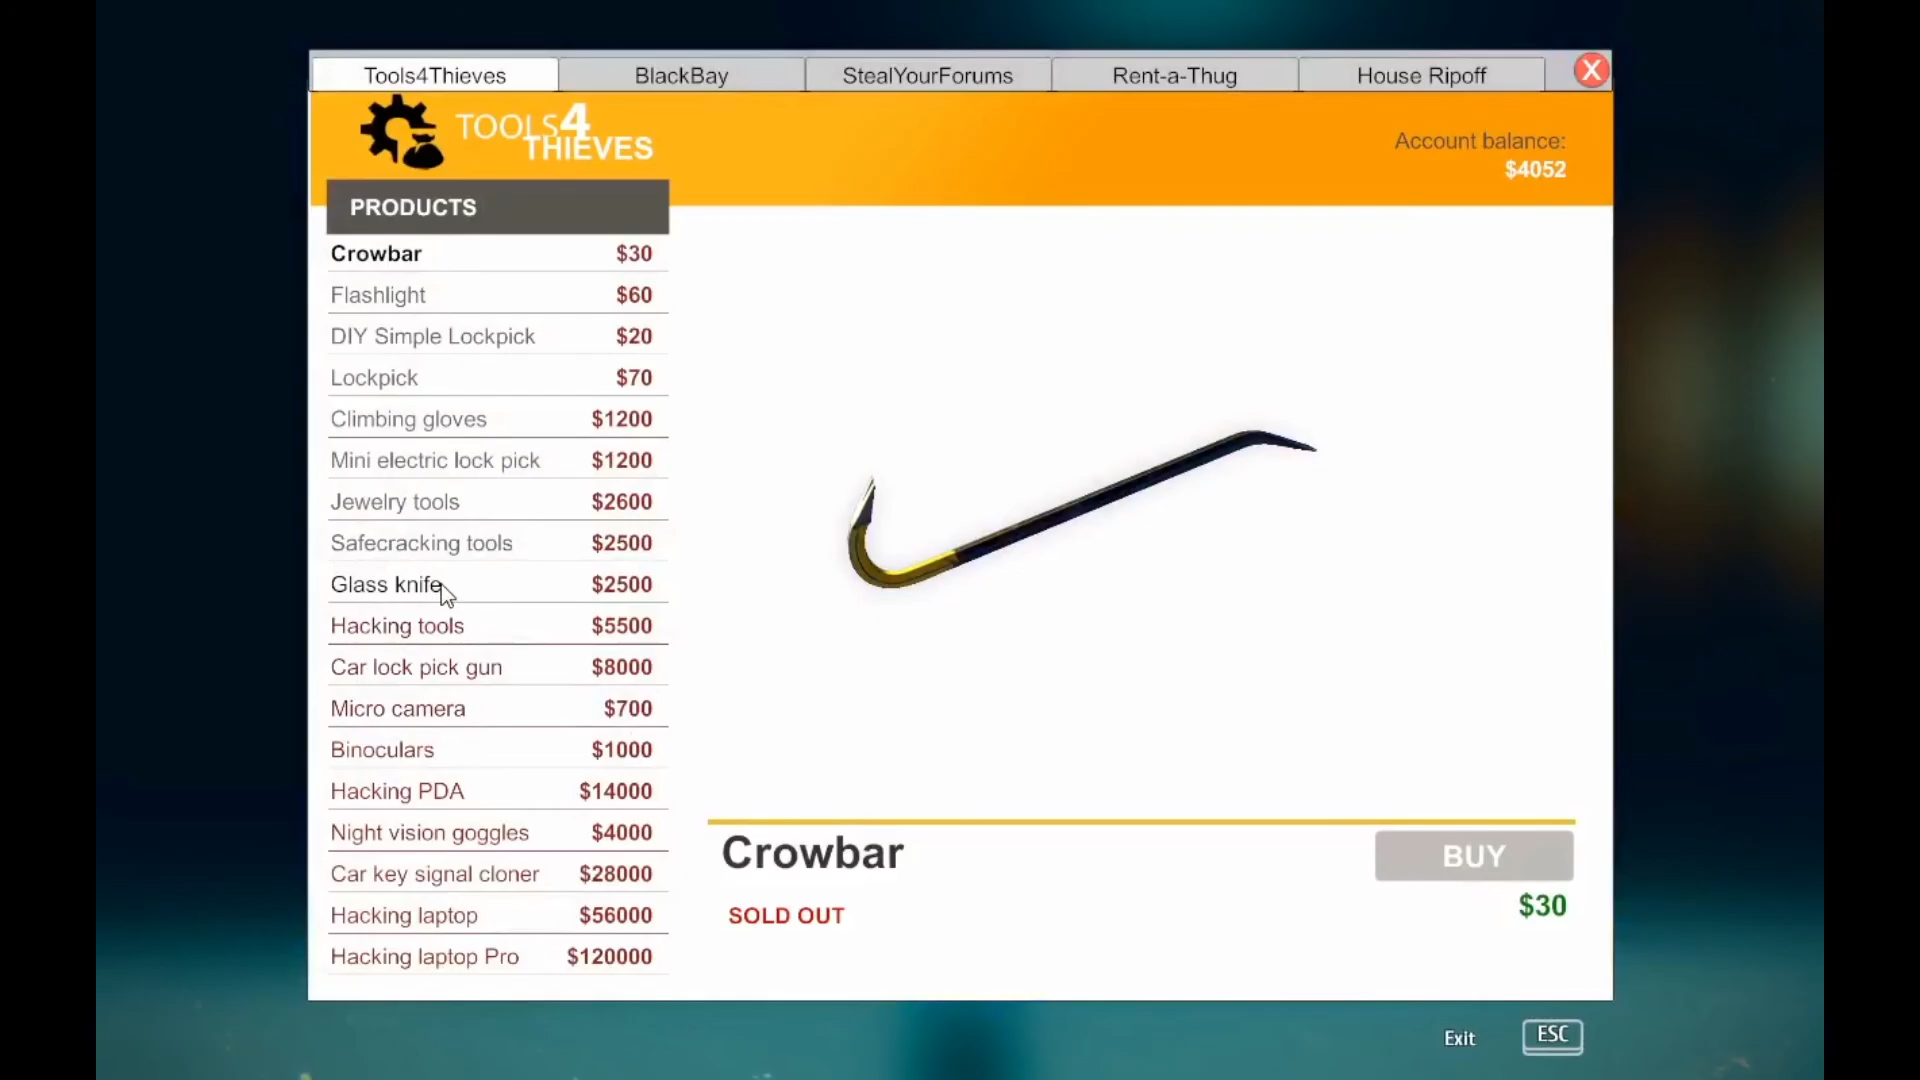 Tools4Thieves BlackBay StealYourForums Rent-a-Thug House Ripoff X
TOOLS4
THIEVES
Account balance:
$4052
PRODUCTS
Crowbar $30
Flashlight $60
DIY Simple Lockpick $20
Lockpick $70
Climbing gloves $1200
Mini electric lock pick $1200
Jewelry tools $2600
Safecracking tools $2500
Glass knife $2500
Hacking tools $5500
Car lock pick gun $8000
Micro camera $700
Binoculars $1000
Hacking PDA $14000
Night vision goggles $4000
Car key signal cloner $28000
Hacking laptop $56000
Hacking laptop Pro $120000
Crowbar BUY
$30
SOLD OUT
Exit ESC